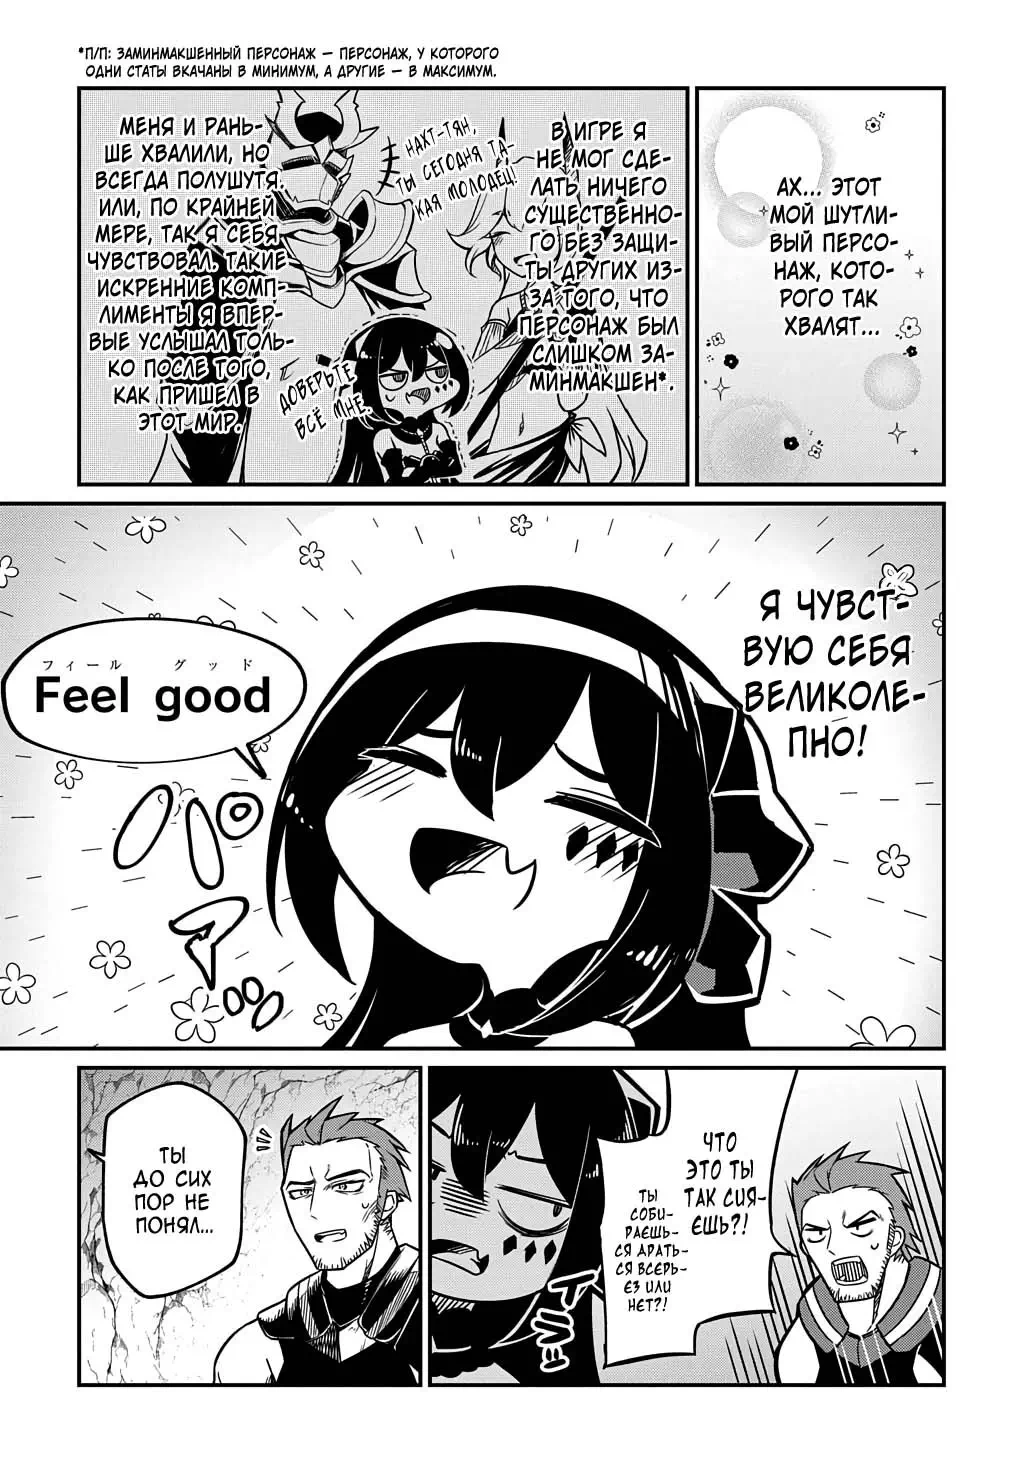 *П/П: ЗАМИНМАКШЕННЫЙ ПЕРСОНАЖ — ПЕРСОНАЖ, У КОТОРОГО
ОДНИ СТАТЫ ВКАЧАНЫ В МИНИМУМ, А ДРУГИЕ — В МАКСИМУМ.
АХ... ЭТОТ
МОЙ ШУТЛИ-
ВЫЙ ПЕРСО-
НАЖ, КОТО-
РОГО ТАК
ХВАЛЯТ...
В ИГРЕ Я
НЕ МОГ СДЕ-
ЛАТЬ НИЧЕГО
СУЩЕСТВЕННО-
ГО БЕЗ ЗАЩИ-
ТЫ ДРУГИХ ИЗ-
ЗА ТОГО, ЧТО
ПЕРСОНАЖ БЫЛ
СЛИШКОМ ЗА-
МИНМАКШЕН*.
НАХТ-ТЯН,
ТЫ СЕГОДНЯ ТА-
КАЯ МОЛОДЕЦ!
ДОВЕРЬТЕ
ВСЁ МНЕ.
МЕНЯ И РАНЬ-
ШЕ ХВАЛИЛИ, НО
ВСЕГДА ПОЛУШУТЯ.
ИЛИ, ПО КРАЙНЕЙ
МЕРЕ, ТАК Я СЕБЯ
ЧУВСТВОВАЛ. ТАКИЕ
ИСКРЕННИЕ КОМП-
ЛИМЕНТЫ Я ВПЕР-
ВЫЕ УСЛЫШАЛ ТОЛЬ-
КО ПОСЛЕ ТОГО,
КАК ПРИШЕЛ В
ЭТОТ МИР.
Я ЧУВСТ-
ВУЮ СЕБЯ
ВЕЛИКОЛЕ-
ПНО!
フィール グッド
Feel good
パアッ
ЧТО
ЭТО ТЫ
ТАК СИЯ-
ЕШЬ?!
ТЫ
СОБИ-
РАЕШЬ-
СЯ ДРАТЬ-
СЯ ВСЕРЬ-
ЕЗ ИЛИ
НЕТ?!
ТЫ
ДО СИХ
ПОР НЕ
ПОНЯЛ...